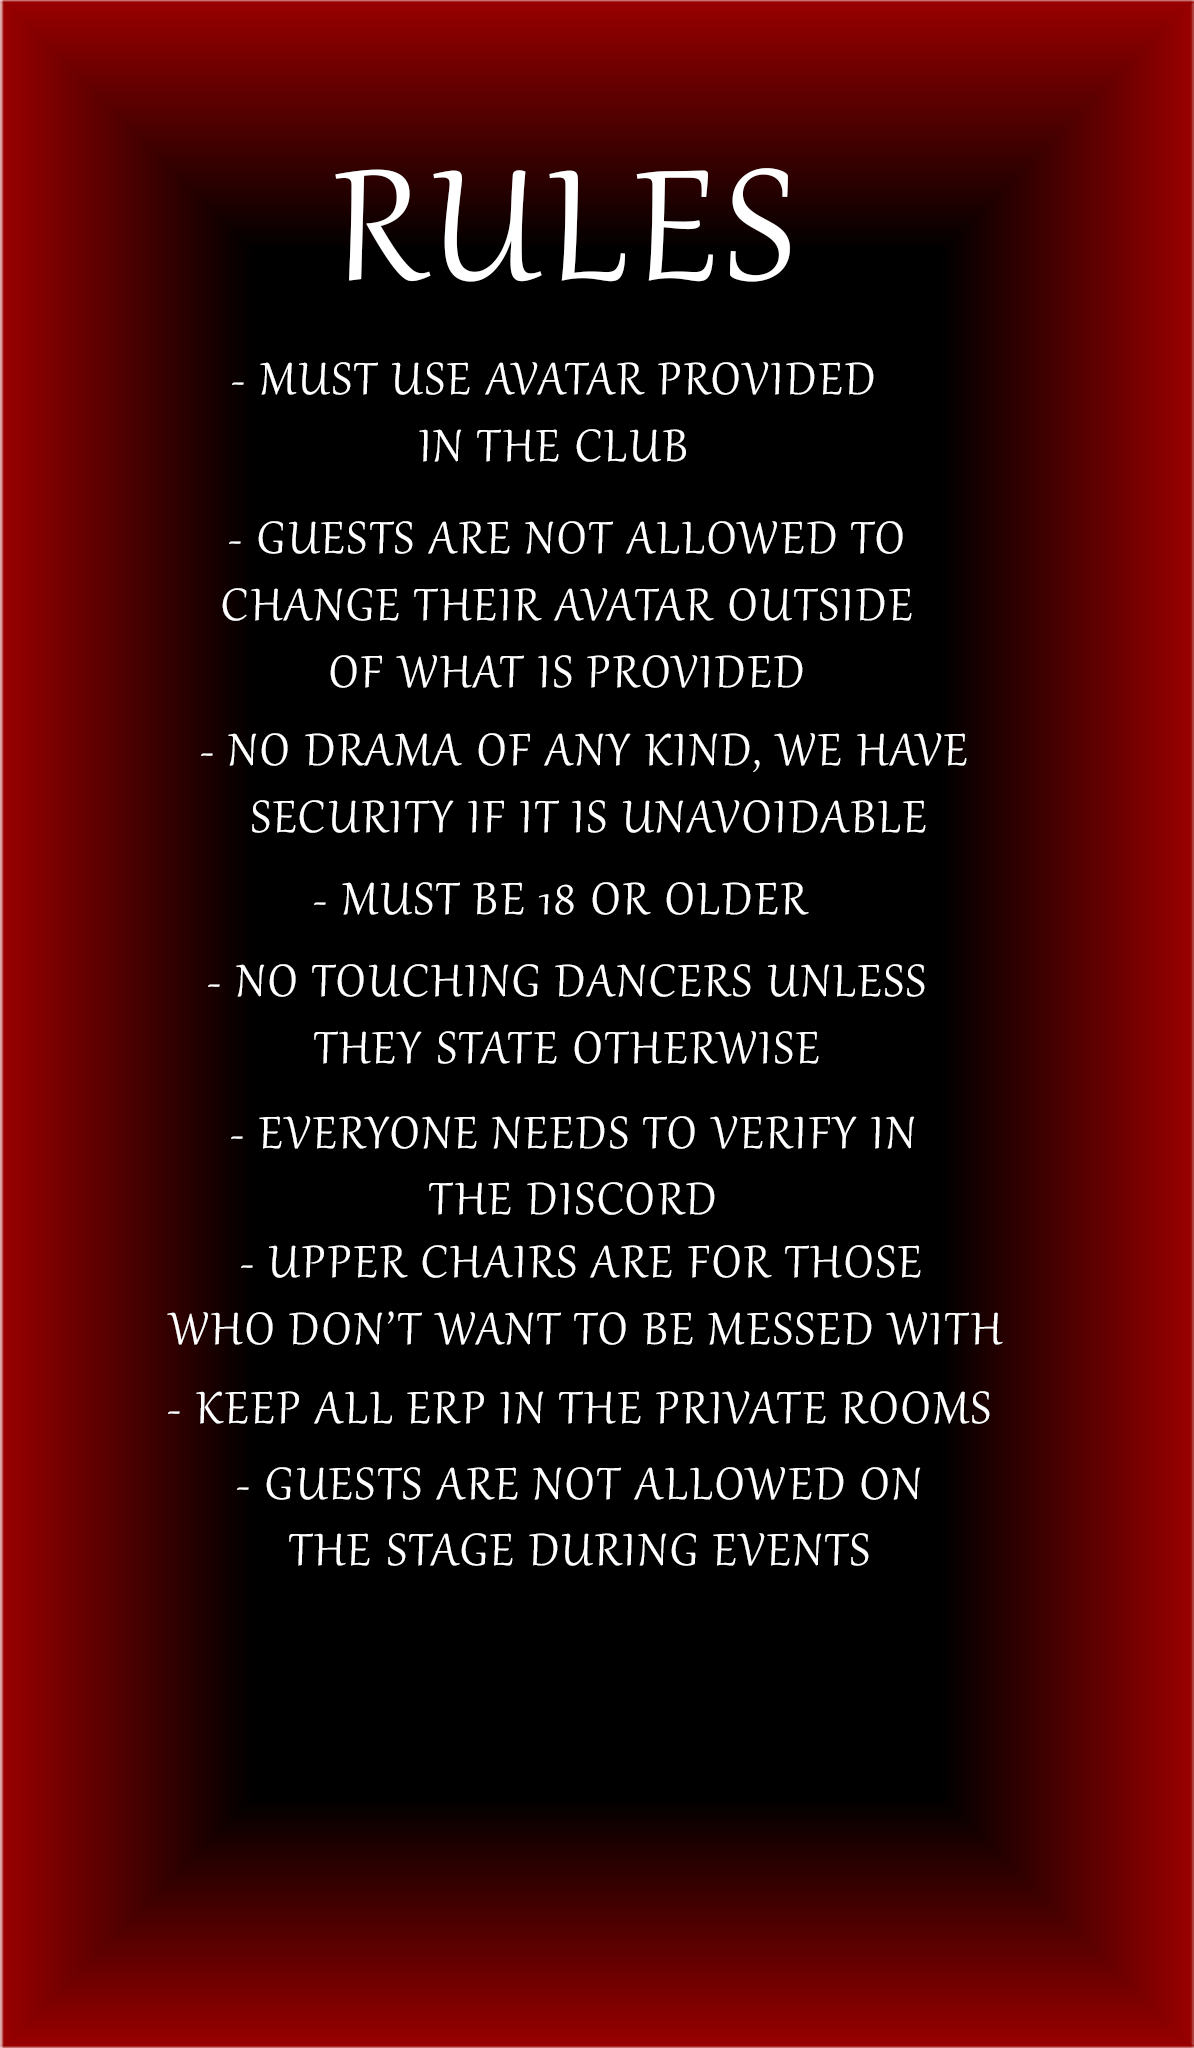 RULES
- MUST USE AVATAR PROVIDED
IN THE CLUB
- GUESTS ARE NOT ALLOWED TO
CHANGE THEIR AVATAR OUTSIDE
OF WHAT IS PROVIDED
- NO DRAMA OF ANY KIND, WE HAVE
SECURITY IF IT IS UNAVOIDABLE
- MUST BE 18 OR OLDER
- NO TOUCHING DANCERS UNLESS
THEY STATE OTHERWISE
- EVERYONE NEEDS TO VERIFY IN
THE DISCORD
- UPPER CHAIRS ARE FOR THOSE
WHO DON’T WANT TO BE MESSED WITH
- KEEP ALL ERP IN THE PRIVATE ROOMS
- GUESTS ARE NOT ALLOWED ON
THE STAGE DURING EVENTS